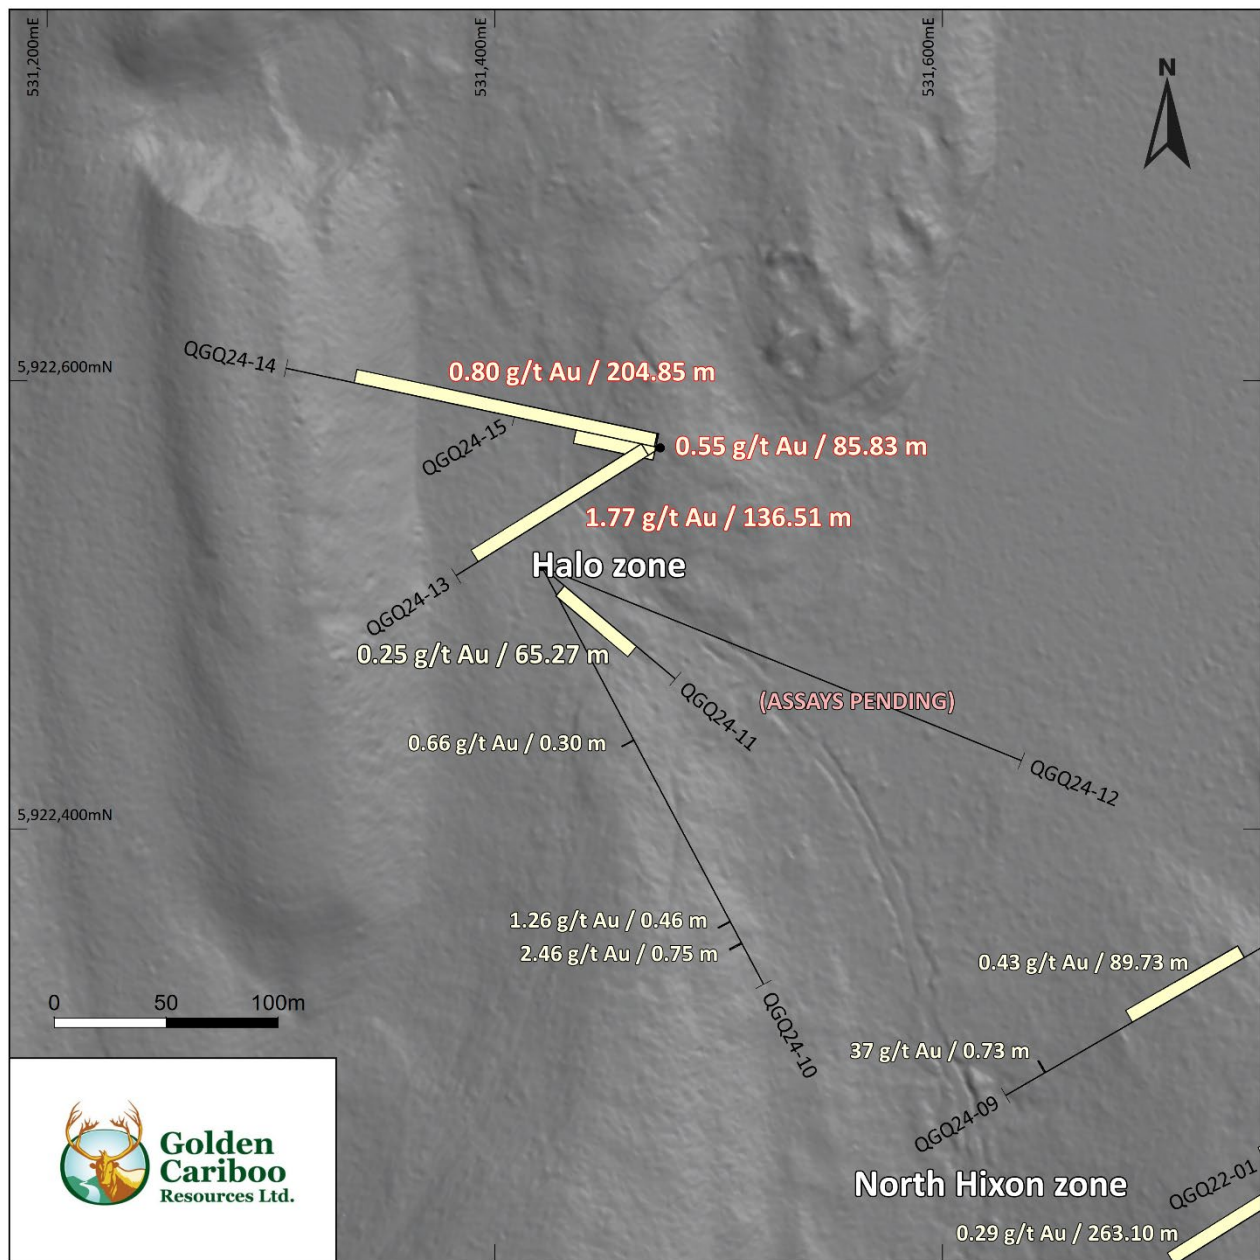 531,200mE
531,400mE
531,600mE
N
QGQ24-14
5,922,600mN
0.80 g/t Au / 204.85 m
QGQ24-15
0.55 g/t Au / 85.83 m
1.77 g/t Au / 136.51 m
Halo zone
QGQ24-13
0.25 g/t Au / 65.27 m
QGQ24-11
(ASSAYS PENDING)
0.66 g/t Au / 0.30 m
QGQ24-12
5,922,400mN
1.26 g/t Au / 0.46 m
2.46 g/t Au / 0.75 m
0.43 g/t Au / 89.73 m
0 50 100m
QGQ24-10
37 g/t Au / 0.73 m
QGQ24-09
Golden
Cariboo
Resources Ltd.
North Hixon zone
QGQ22-01
0.29 g/t Au / 263.10 m